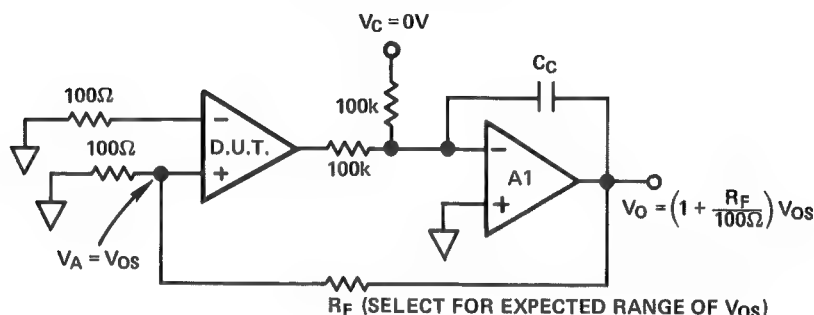 V_C = 0V
C_C
100Ω
100k
100Ω
−
D.U.T.
+
100k
−
A1
+
V_O = (1 + R_F/100Ω) V_OS
V_A = V_OS
R_F (SELECT FOR EXPECTED RANGE OF V_OS)